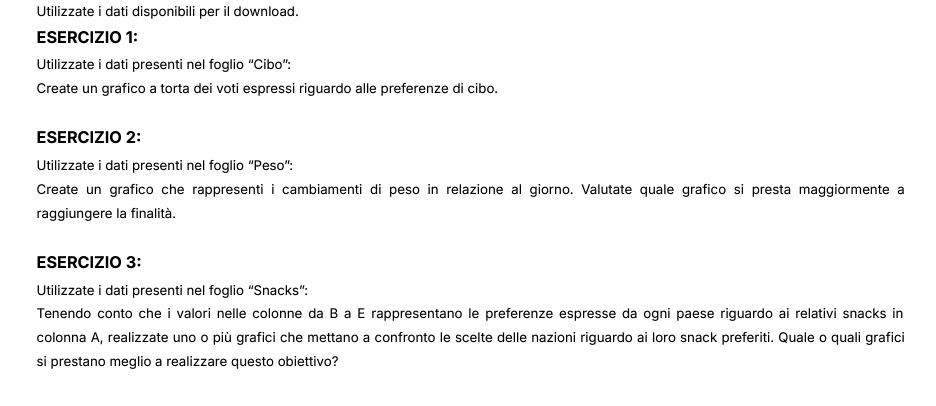 Utilizzate i dati disponibili per il download.
ESERCIZIO 1:
Utilizzate i dati presenti nel foglio “Cibo”:
Create un grafico a torta dei voti espressi riguardo alle preferenze di cibo.
ESERCIZIO 2:
Utilizzate i dati presenti nel foglio “Peso”:
Create un grafico che rappresenti i cambiamenti di peso in relazione al giorno. Valutate quale grafico si presta maggiormente a
raggiungere la finalità.
ESERCIZIO 3:
Utilizzate i dati presenti nel foglio “Snacks”:
Tenendo conto che i valori nelle colonne da B a E rappresentano le preferenze espresse da ogni paese riguardo ai relativi snacks in
colonna A, realizzate uno o più grafici che mettano a confronto le scelte delle nazioni riguardo ai loro snack preferiti. Quale o quali grafici
si prestano meglio a realizzare questo obiettivo?